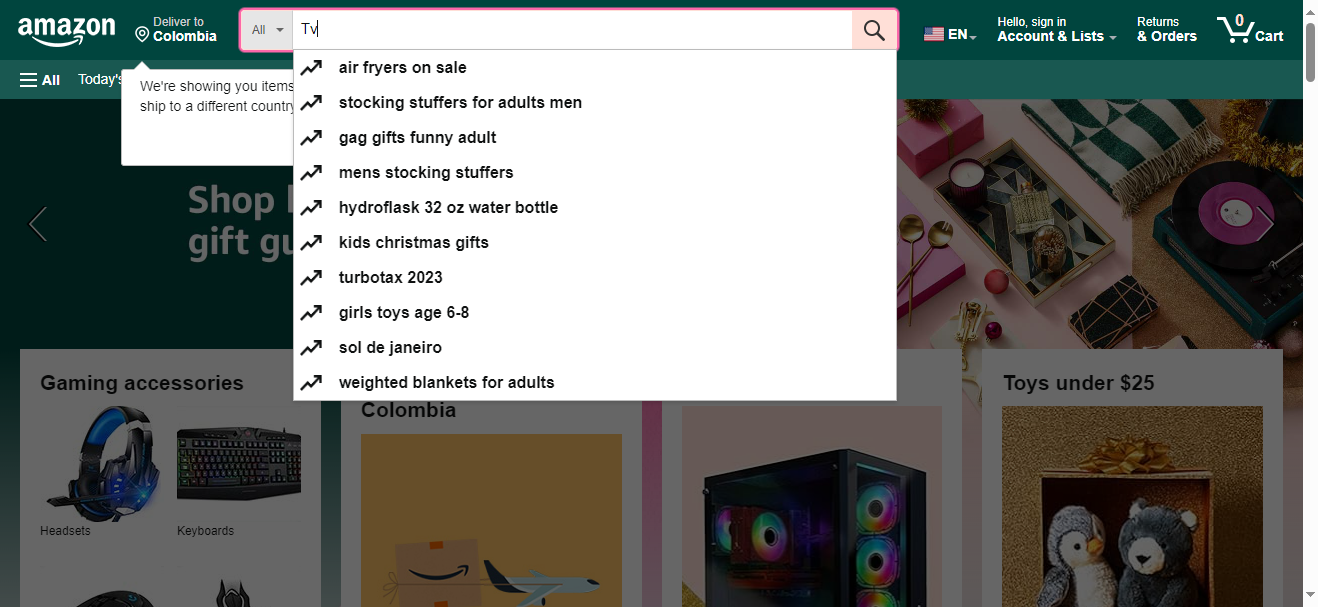 amazon
Deliver to
Colombia
All
Tv
EN
Hello, sign in
Account & Lists
Returns
& Orders
0
Cart
All
Today's
We're showing you items
ship to a different country
air fryers on sale
stocking stuffers for adults men
gag gifts funny adult
mens stocking stuffers
hydroflask 32 oz water bottle
kids christmas gifts
turbotax 2023
girls toys age 6-8
sol de janeiro
weighted blankets for adults
Shop
gift gu
Gaming accessories
Headsets
Keyboards
Colombia
Toys under $25